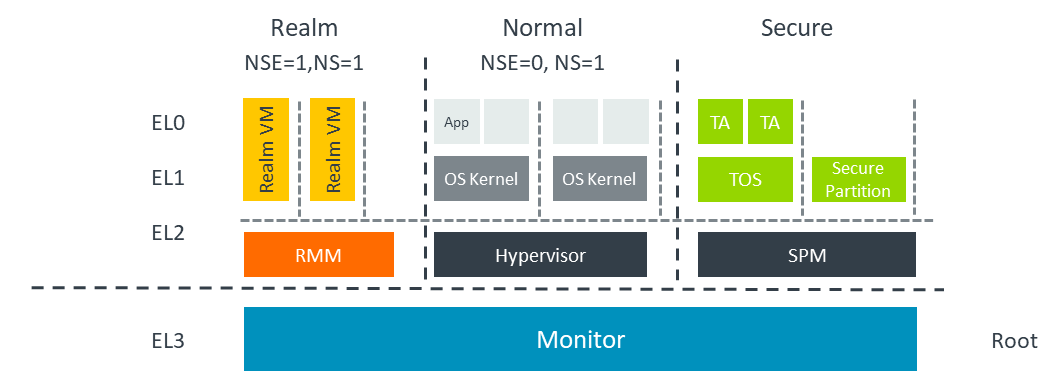 Realm
Normal
Secure
NSE=1,NS=1
NSE=0, NS=1
EL0
Realm VM
Realm VM
App
TA
TA
EL1
OS Kernel
OS Kernel
TOS
Secure
Partition
EL2
RMM
Hypervisor
SPM
EL3
Monitor
Root